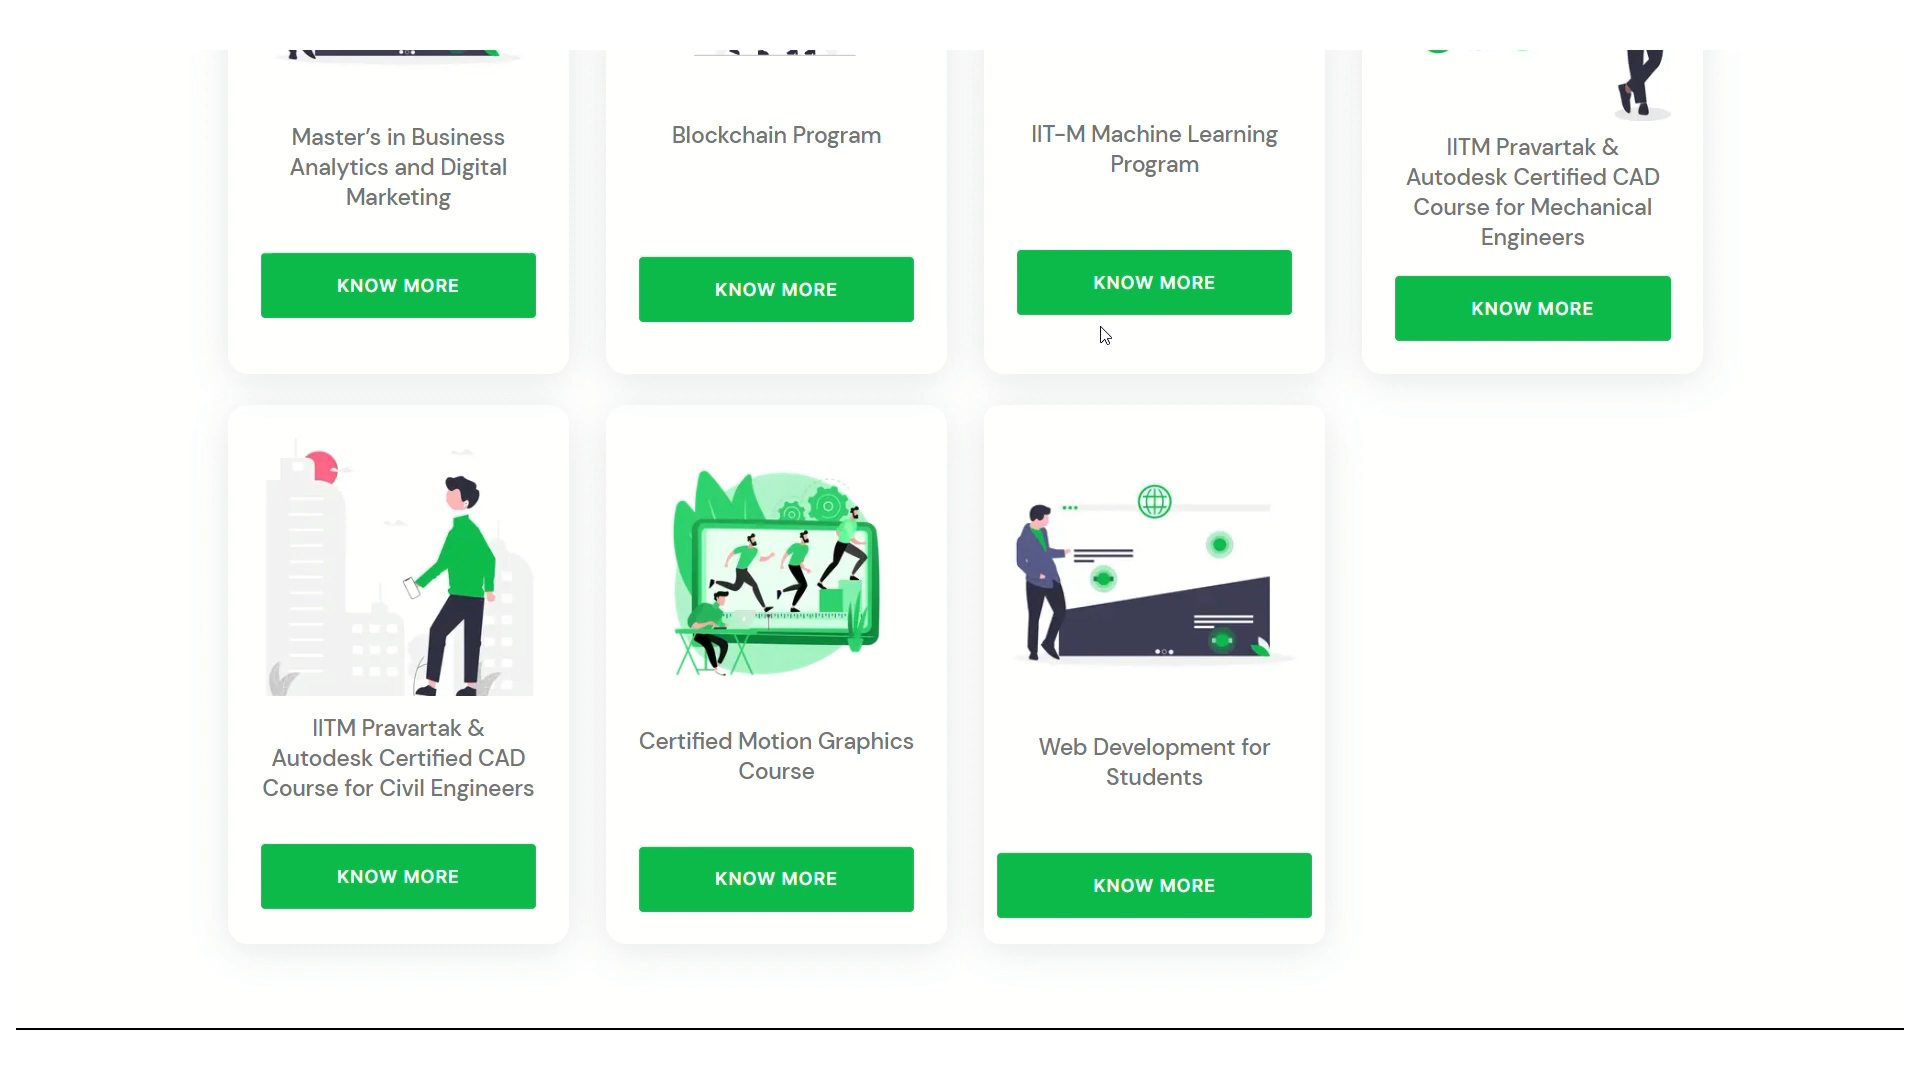 Master's in Business
Analytics and Digital
Marketing
KNOW MORE
Blockchain Program
KNOW MORE
IIT-M Machine Learning
Program
KNOW MORE
IITM Pravartak &
Autodesk Certified CAD
Course for Mechanical
Engineers
KNOW MORE
IITM Pravartak &
Autodesk Certified CAD
Course for Civil Engineers
KNOW MORE
Certified Motion Graphics
Course
KNOW MORE
Web Development for
Students
KNOW MORE